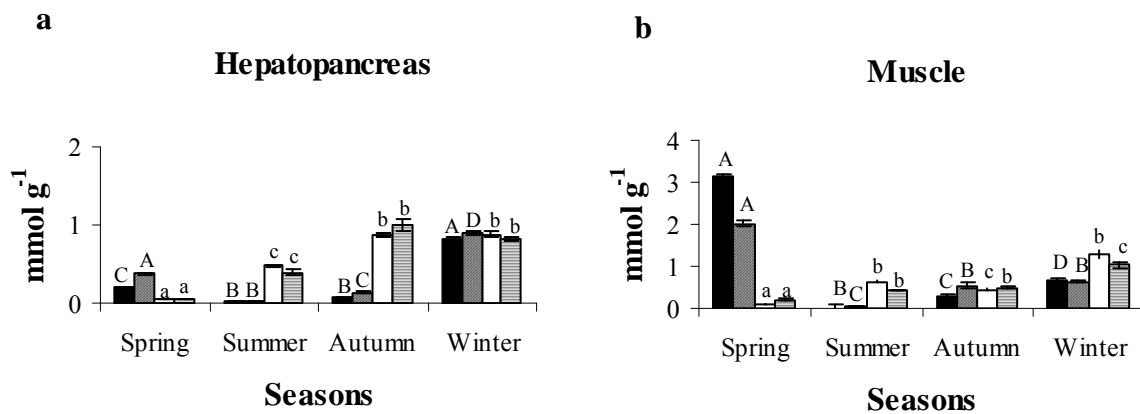 a
Hepatopancreas
mmol g-1
2
1
0
C A a a
B B c c
B C b b
A D b b
Spring Summer Autumn Winter
Seasons
b
Muscle
mmol g-1
4
3
2
1
0
A A a a
B C b b
C B c b
D B b c
Spring Summer Autumn Winter
Seasons